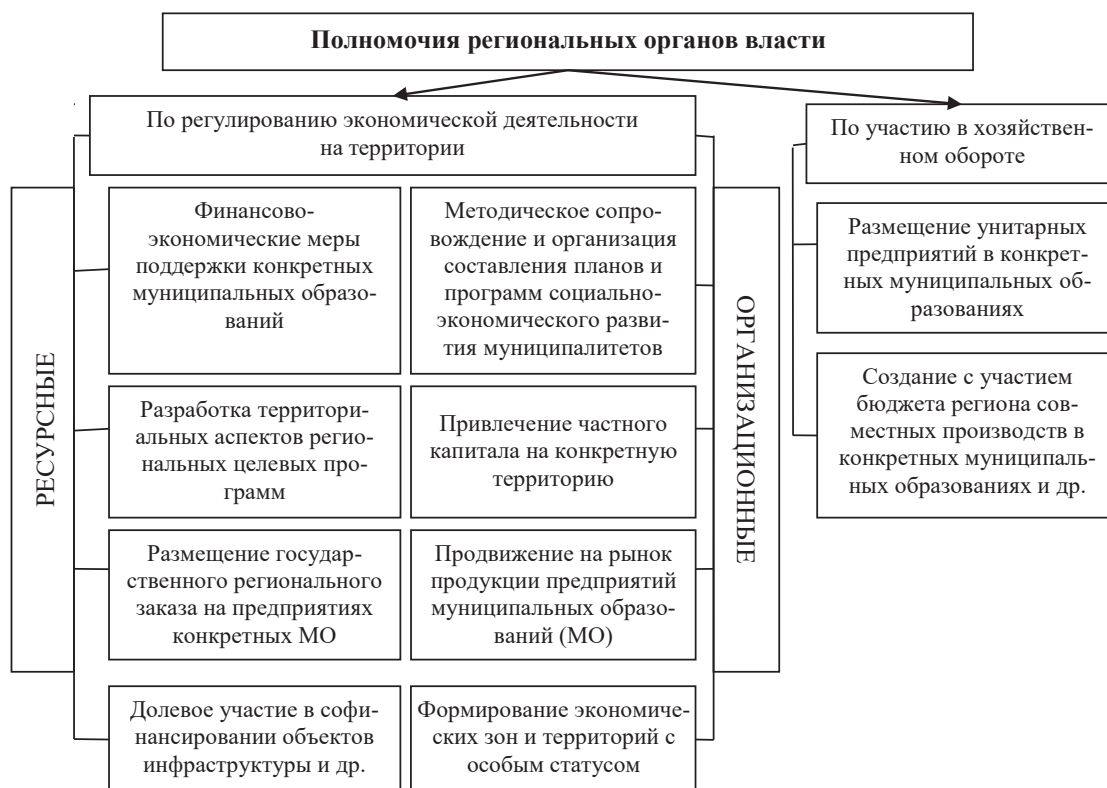 Полномочия региональных органов власти
По регулированию экономической деятельности
на территории
По участию в хозяйствен-
ном обороте
РЕСУРСНЫЕ
Финансово-
экономические меры
поддержки конкретных
муниципальных образо-
ваний
Разработка территори-
альных аспектов регио-
нальных целевых про-
грамм
Размещение государ-
ственного регионального
заказа на предприятиях
конкретных МО
Долевое участие в софи-
нансировании объектов
инфраструктуры и др.
Методическое сопро-
вождение и организация
составления планов и
программ социально-
экономического разви-
тия муниципалитетов
Привлечение частного
капитала на конкретную
территорию
Продвижение на рынок
продукции предприятий
муниципальных образо-
ваний (МО)
Формирование экономиче-
ских зон и территорий с
особым статусом
ОРГАНИЗАЦИОННЫЕ
Размещение унитарных
предприятий в конкрет-
ных муниципальных об-
разованиях
Создание с участием
бюджета региона сов-
местных производств в
конкретных муниципаль-
ных образованиях и др.